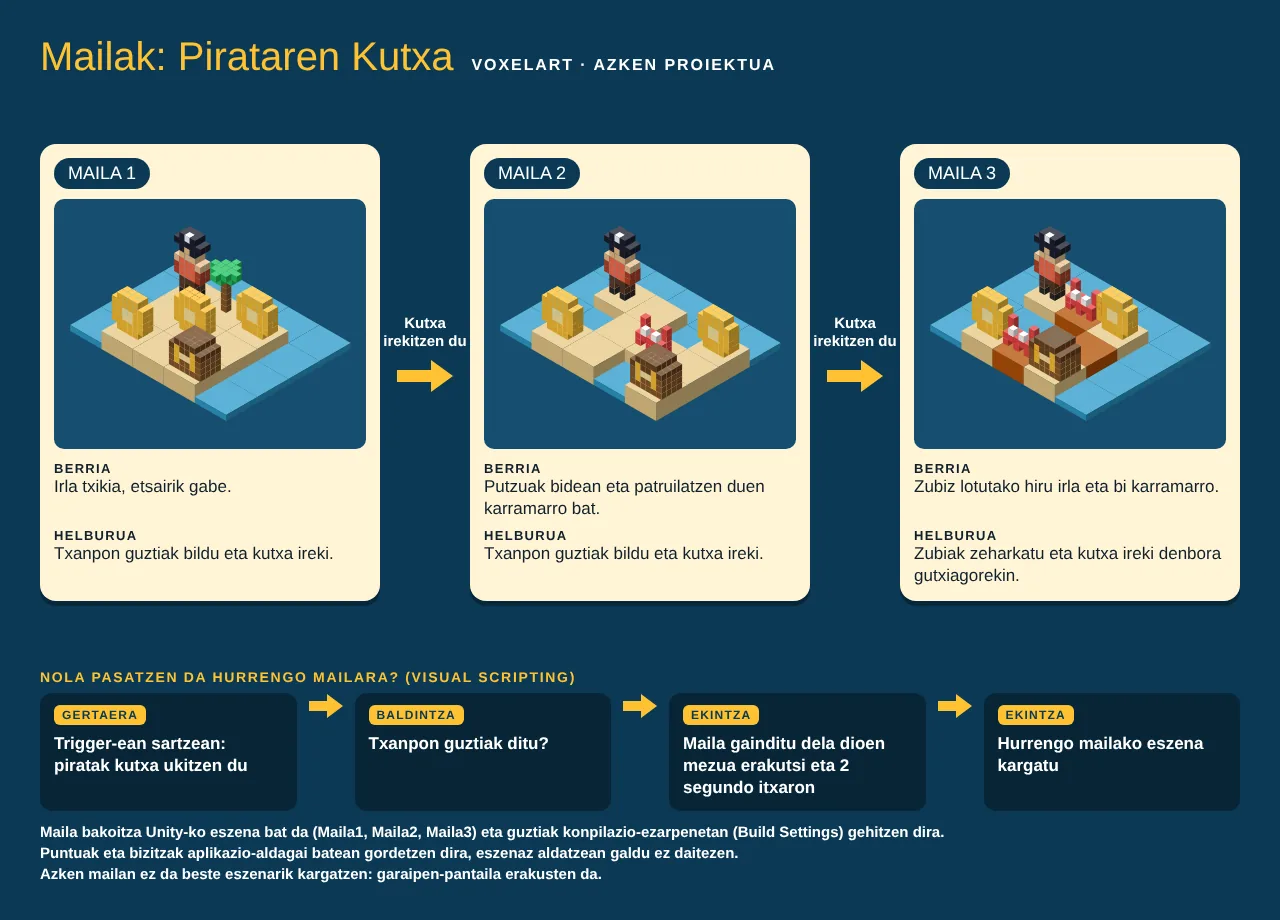 Mailak: Pirataren Kutxa VOXELART · AZKEN PROIEKTUA
MAILA 1
BERRIA
Irla txikia, etsairik gabe.
HELBURUA
Txanpon guztiak bildu eta kutxa ireki.
Kutxa
irekitzen du
MAILA 2
BERRIA
Putzuak bidean eta patruilatzen duen
karramarro bat.
HELBURUA
Txanpon guztiak bildu eta kutxa ireki.
Kutxa
irekitzen du
MAILA 3
BERRIA
Zubiz lotutako hiru irla eta bi karramarro.
HELBURUA
Zubiak zeharkatu eta kutxa ireki denbora
gutxiagorekin.
NOLA PASATZEN DA HURRENGO MAILARA? (VISUAL SCRIPTING)
GERTAERA
Trigger-ean sartzean:
piratak kutxa ukitzen du
BALDINTZA
Txanpon guztiak ditu?
EKINTZA
Maila gainditu dela dioen
mezua erakutsi eta 2
segundo itxaron
EKINTZA
Hurrengo mailako eszena
kargatu
Maila bakoitza Unity-ko eszena bat da (Maila1, Maila2, Maila3) eta guztiak konpilazio-ezarpenetan (Build Settings) gehitzen dira.
Puntuak eta bizitzak aplikazio-aldagai batean gordetzen dira, eszenaz aldatzean galdu ez daitezen.
Azken mailan ez da beste eszenarik kargatzen: garaipen-pantaila erakusten da.